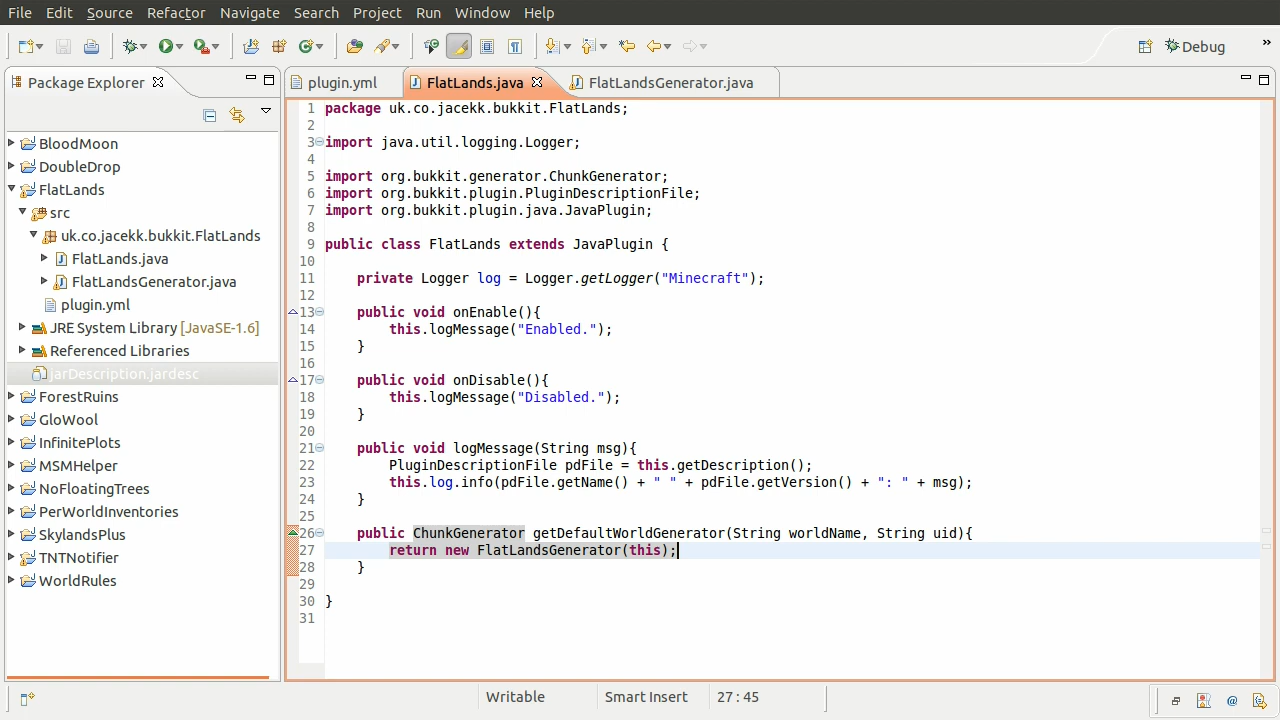 File Edit Source Refactor Navigate Search Project Run Window Help
Debug »
Package Explorer
plugin.yml FlatLands.java FlatLandsGenerator.java
BloodMoon
DoubleDrop
FlatLands
src
uk.co.jacekk.bukkit.FlatLands
FlatLands.java
FlatLandsGenerator.java
plugin.yml
JRE System Library [JavaSE-1.6]
Referenced Libraries
jarDescription.jardesc
ForestRuins
GloWool
InfinitePlots
MSMHelper
NoFloatingTrees
PerWorldInventories
SkylandsPlus
TNTNotifier
WorldRules
1 package uk.co.jacekk.bukkit.FlatLands;
2
3 import java.util.logging.Logger;
4
5 import org.bukkit.generator.ChunkGenerator;
6 import org.bukkit.plugin.PluginDescriptionFile;
7 import org.bukkit.plugin.java.JavaPlugin;
8
9 public class FlatLands extends JavaPlugin {
10
11 private Logger log = Logger.getLogger("Minecraft");
12
13 public void onEnable(){
14 this.logMessage("Enabled.");
15 }
16
17 public void onDisable(){
18 this.logMessage("Disabled.");
19 }
20
21 public void logMessage(String msg){
22 PluginDescriptionFile pdFile = this.getDescription();
23 this.log.info(pdFile.getName() + " " + pdFile.getVersion() + ": " + msg);
24 }
25
26 public ChunkGenerator getDefaultWorldGenerator(String worldName, String uid){
27 return new FlatLandsGenerator(this);
28 }
29
30 }
31
Writable Smart Insert 27 : 45